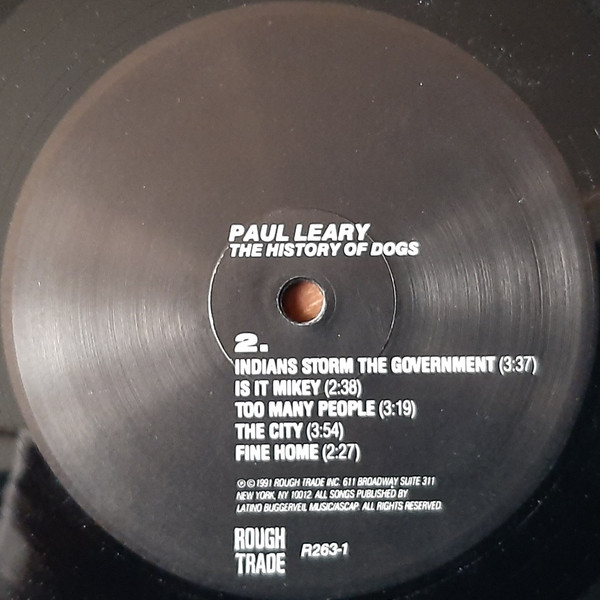 PAUL LEARY
THE HISTORY OF DOGS
2.
INDIANS STORM THE GOVERNMENT (3:37)
IS IT MIKEY (2:38)
TOO MANY PEOPLE (3:19)
THE CITY (3:54)
FINE HOME (2:27)
℗ © 1991 ROUGH TRADE INC. 611 BROADWAY SUITE 311
NEW YORK, NY 10012. ALL SONGS PUBLISHED BY
LATINO BUGGERVEIL MUSIC/ASCAP. ALL RIGHTS RESERVED
ROUGH
TRADE R263-1